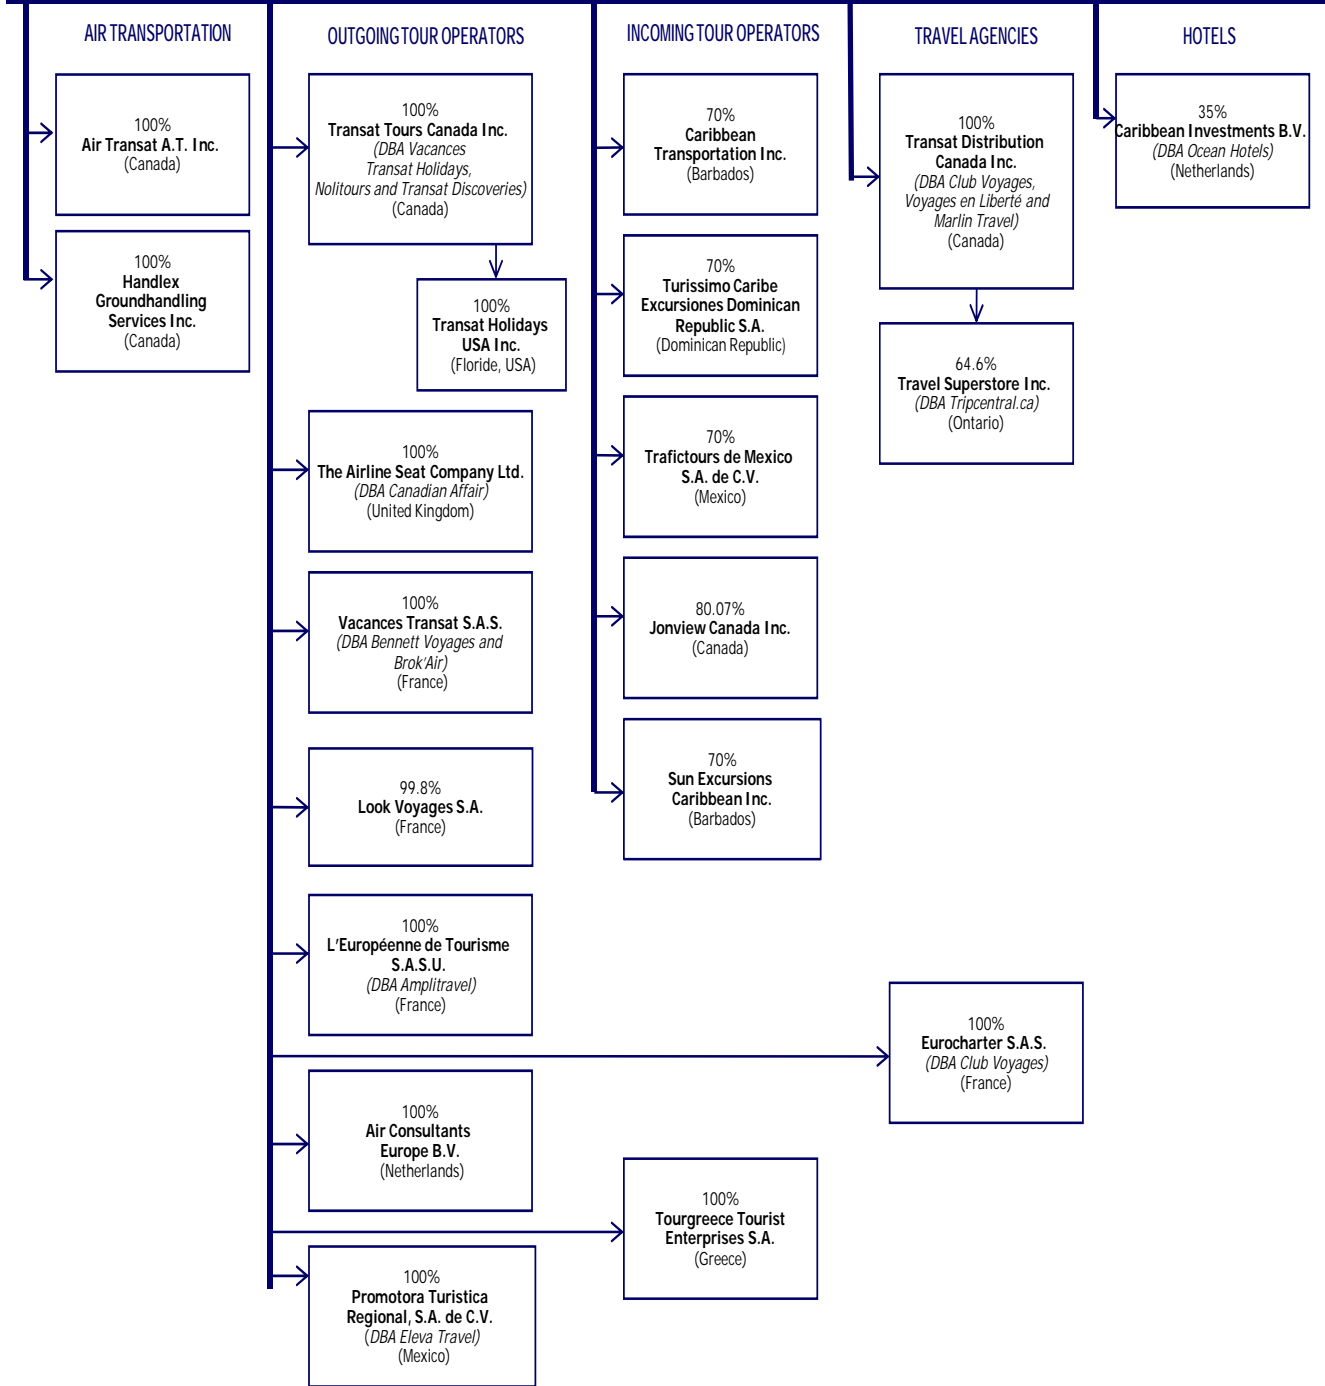 AIR TRANSPORTATION
OUTGOING TOUR OPERATORS
INCOMING TOUR OPERATORS
TRAVEL AGENCIES
HOTELS
100%
Air Transat A.T. Inc.
(Canada)
100%
Handlex
Groundhandling
Services Inc.
(Canada)
100%
Transat Tours Canada Inc.
(DBA Vacances
Transat Holidays,
Nolitours and Transat Discoveries)
(Canada)
100%
Transat Holidays
USA Inc.
(Floride, USA)
100%
The Airline Seat Company Ltd.
(DBA Canadian Affair)
(United Kingdom)
100%
Vacances Transat S.A.S.
(DBA Bennett Voyages and
Brok'Air)
(France)
99.8%
Look Voyages S.A.
(France)
100%
L'Européenne de Tourisme
S.A.S.U.
(DBA Amplitravel)
(France)
100%
Air Consultants
Europe B.V.
(Netherlands)
100%
Promotora Turistica
Regional, S.A. de C.V.
(DBA Eleva Travel)
(Mexico)
70%
Caribbean
Transportation Inc.
(Barbados)
70%
Turissimo Caribe
Excursiones Dominican
Republic S.A.
(Dominican Republic)
70%
Trafictours de Mexico
S.A. de C.V.
(Mexico)
80.07%
Jonview Canada Inc.
(Canada)
70%
Sun Excursions
Caribbean Inc.
(Barbados)
100%
Tourgreece Tourist
Enterprises S.A.
(Greece)
100%
Transat Distribution
Canada Inc.
(DBA Club Voyages,
Voyages en Liberté and
Marlin Travel)
(Canada)
64.6%
Travel Superstore Inc.
(DBA Tripcentral.ca)
(Ontario)
100%
Eurocharter S.A.S.
(DBA Club Voyages)
(France)
35%
Caribbean Investments B.V.
(DBA Ocean Hotels)
(Netherlands)